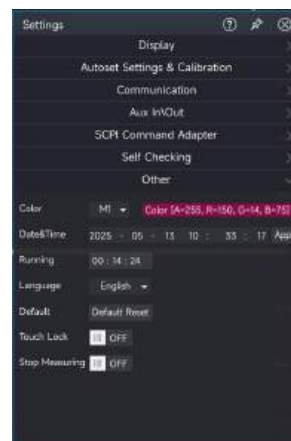 Settings
Display
Autoset Settings & Calibration
Communication
Aux In\Out
SCPI Command Adapter
Self Checking
Other
Color M1 Color [A=255, R=150, G=14, B=75]
Date&Time 2025 - 05 - 13 10 : 33 : 17
Running 00 : 14 : 24
Language English
Default Default Reset
Touch Lock OFF
Stop Measuring OFF